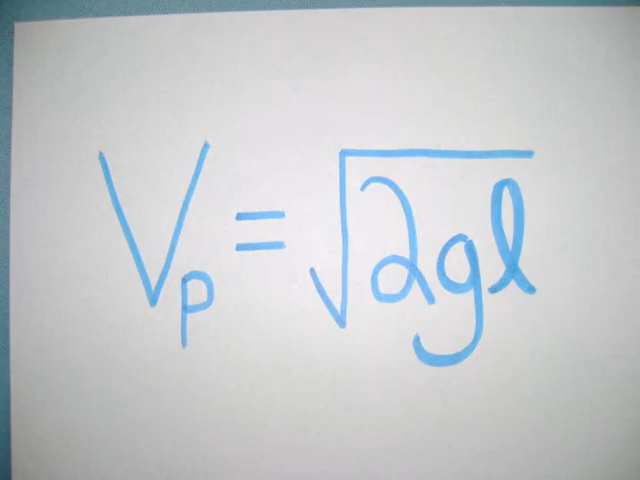 Vₚ = √2gℓ